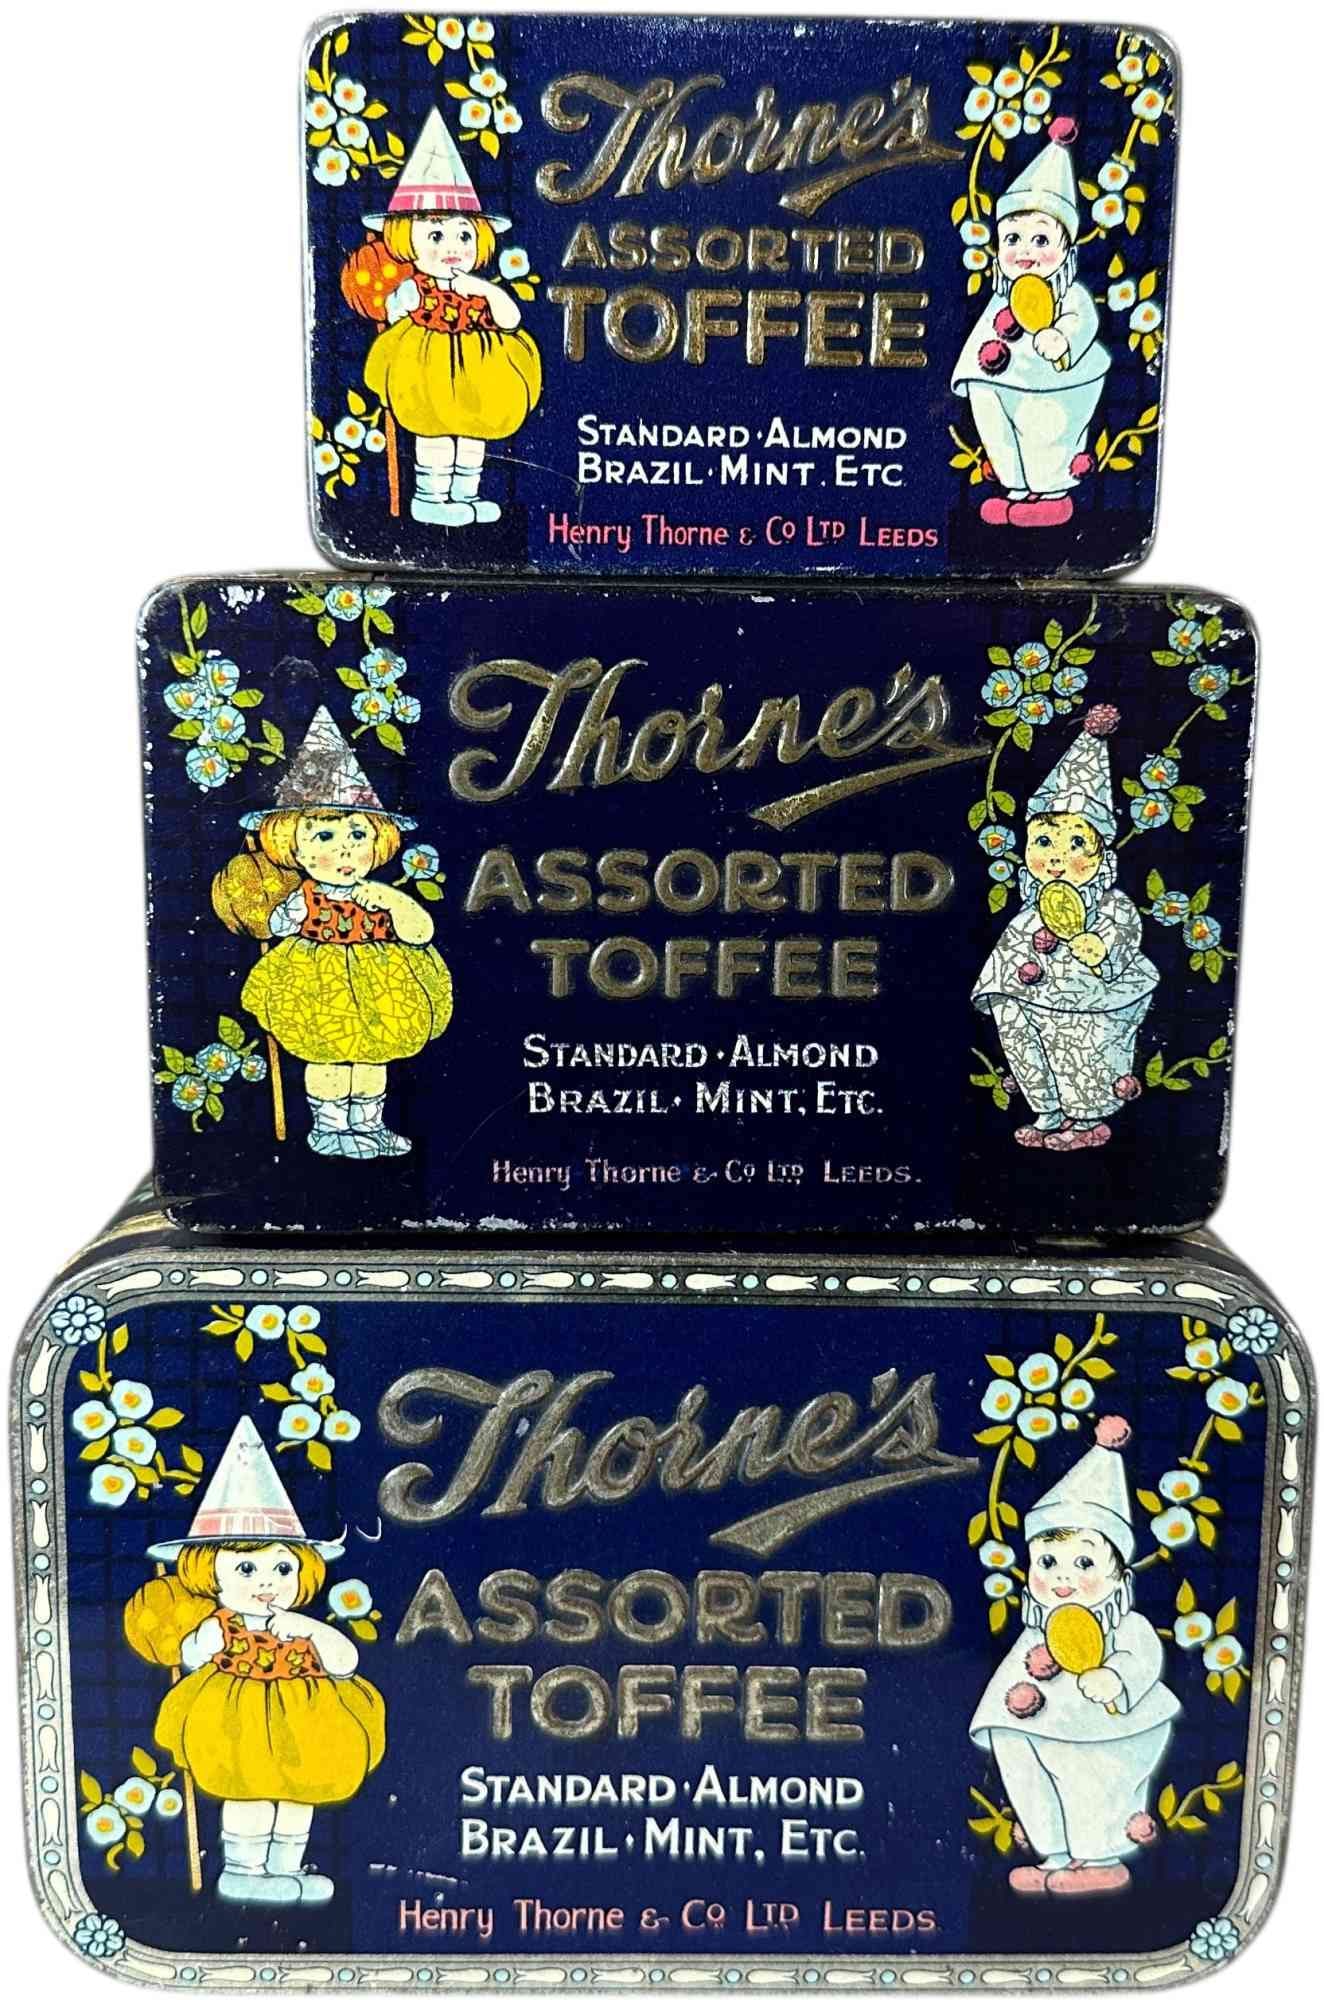 Thorne's
ASSORTED
TOFFEE
STANDARD · ALMOND
BRAZIL · MINT. ETC
Henry Thorne & Co LTD LEEDS
Thorne's
ASSORTED
TOFFEE
STANDARD · ALMOND
BRAZIL · MINT, ETC.
Henry Thorne & Co LTD LEEDS.
Thorne's
ASSORTED
TOFFEE
STANDARD · ALMOND
BRAZIL · MINT, ETC.
Henry Thorne & Co LTD LEEDS.